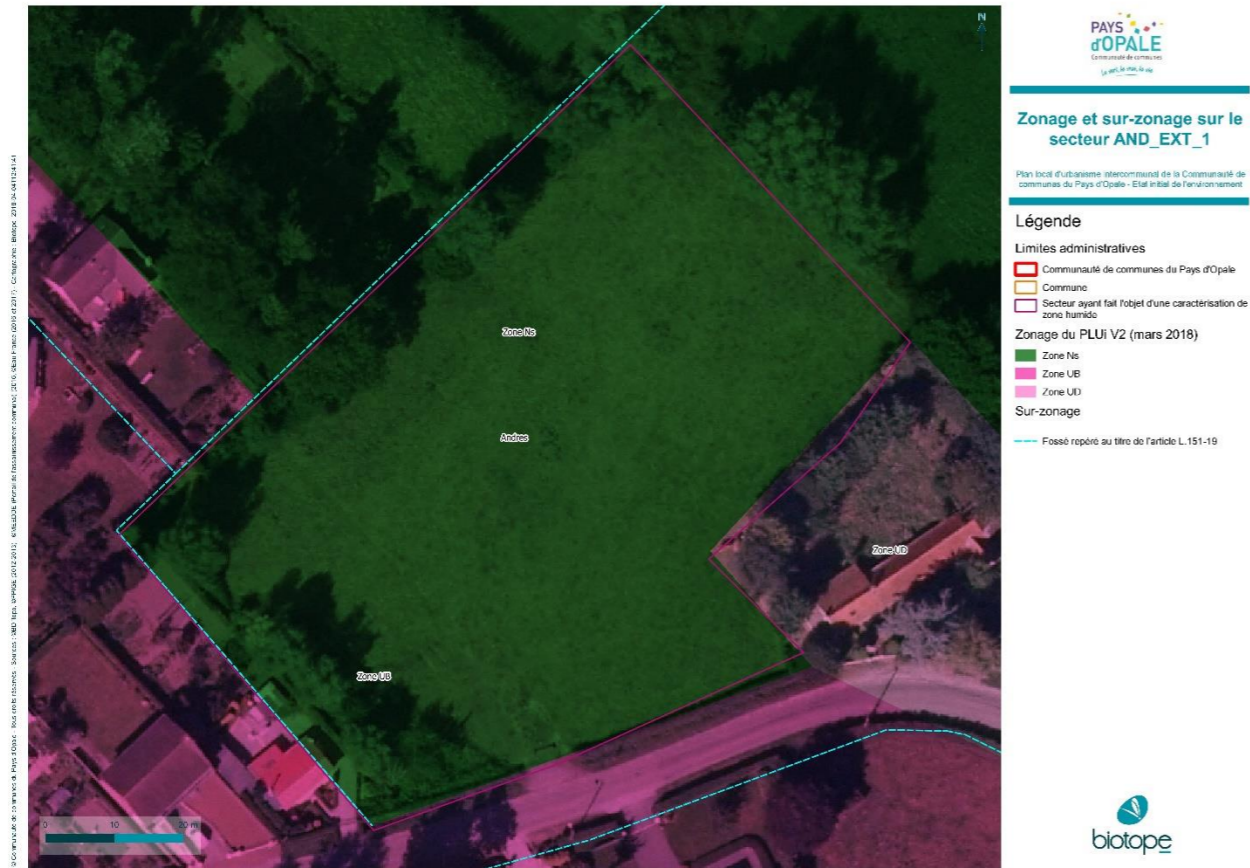 N
Zone Ns
Andres
Zone UD
Zone UB
0 10 20 m
PAYS
d'OPALE
Communauté de communes
Zonage et sur-zonage sur le
secteur AND_EXT_1
Plan local d'urbanisme intercommunal de la Communauté de
communes du Pays d'Opale - Etat initial de l'environnement
Légende
Limites administratives
Communauté de communes du Pays d'Opale
Commune
Secteur ayant fait l'objet d'une caractérisation de
zone humide
Zonage du PLUi V2 (mars 2018)
Zone Ns
Zone UB
Zone UD
Sur-zonage
Fossé repéré au titre de l'article L.151-19
biotope